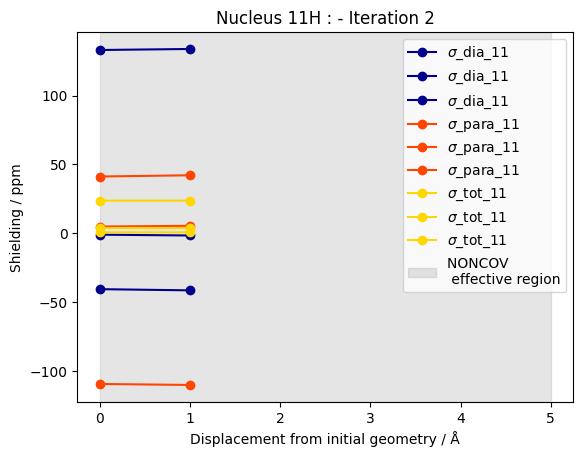 Nucleus 11H : - Iteration 2
σ_dia_11
σ_dia_11
σ_dia_11
σ_para_11
σ_para_11
σ_para_11
σ_tot_11
σ_tot_11
σ_tot_11
NONCOV
effective region
Shielding / ppm
100
50
0
−50
−100
0 1 2 3 4 5
Displacement from initial geometry / Å